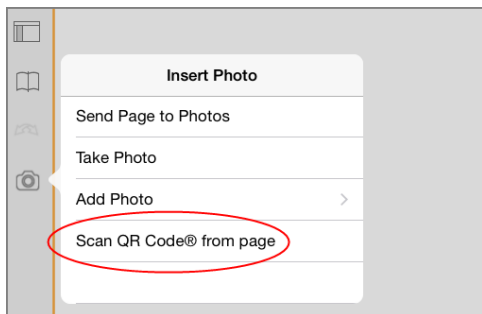 Insert Photo
Send Page to Photos
Take Photo
Add Photo
Scan QR Code® from page